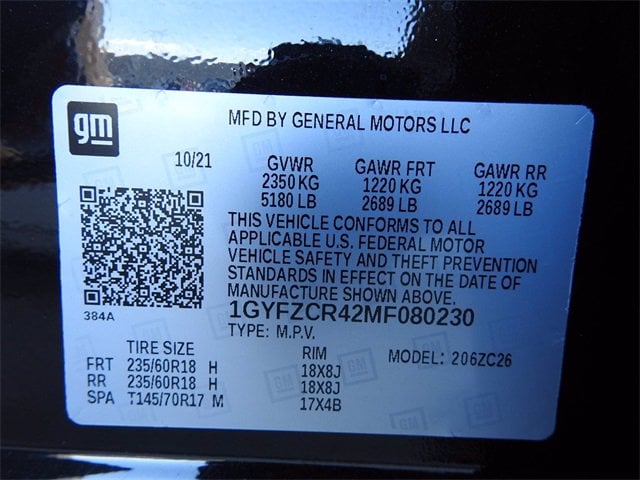 gm
MFD BY GENERAL MOTORS LLC
10/21
GVWR GAWR FRT GAWR RR
2350 KG 1220 KG 1220 KG
5180 LB 2689 LB 2689 LB
THIS VEHICLE CONFORMS TO ALL
APPLICABLE U.S. FEDERAL MOTOR
VEHICLE SAFETY AND THEFT PREVENTION
STANDARDS IN EFFECT ON THE DATE OF
MANUFACTURE SHOWN ABOVE.
384A
1GYFZCR42MF080230
TYPE: M.P.V.
TIRE SIZE RIM MODEL: 206ZC26
FRT 235/60R18 H 18X8J
RR 235/60R18 H 18X8J
SPA T145/70R17 M 17X4B